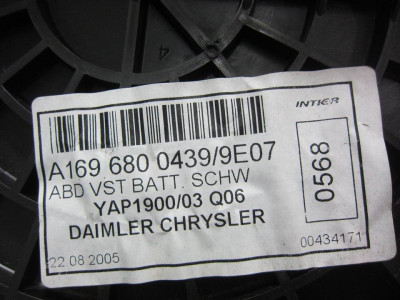 INTIER
A169 680 0439/9E07
ABD VST BATT. SCHW
YAP1900/03 Q06
DAIMLER CHRYSLER
0568
22.08.2005
00434171